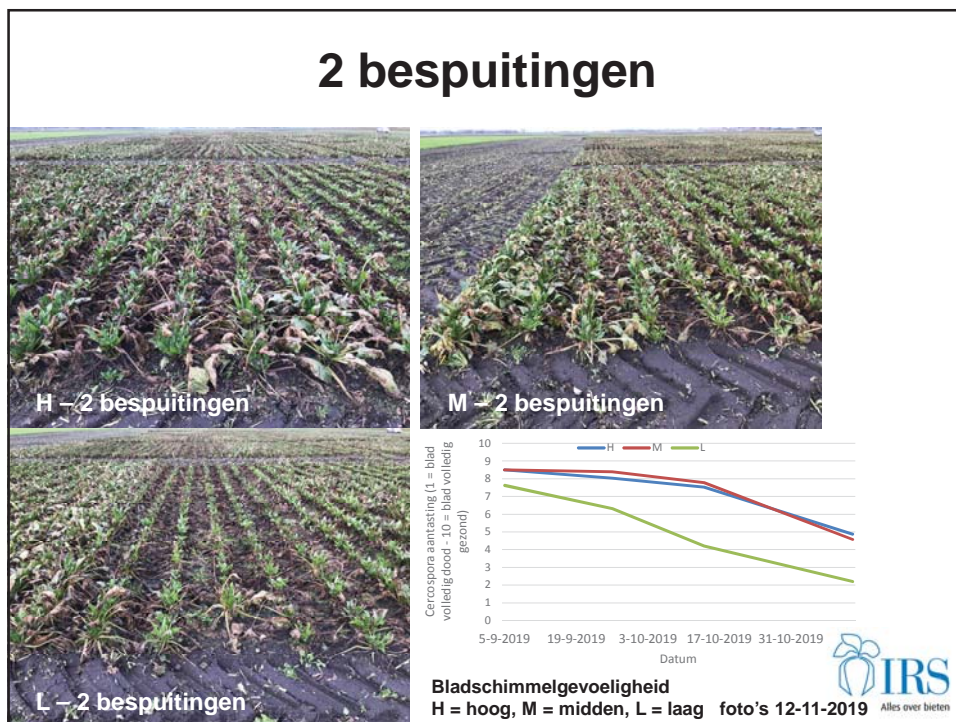 2 bespuitingen
H – 2 bespuitingen
M – 2 bespuitingen
L – 2 bespuitingen
Cercospora aantasting (1 = blad
volledig dood - 10 = blad volledig
gezond)
H M L
10
9
8
7
6
5
4
3
2
1
0
5-9-2019 19-9-2019 3-10-2019 17-10-2019 31-10-2019
Datum
Bladschimmelgevoeligheid
H = hoog, M = midden, L = laag foto's 12-11-2019
IRS
Alles over bieten